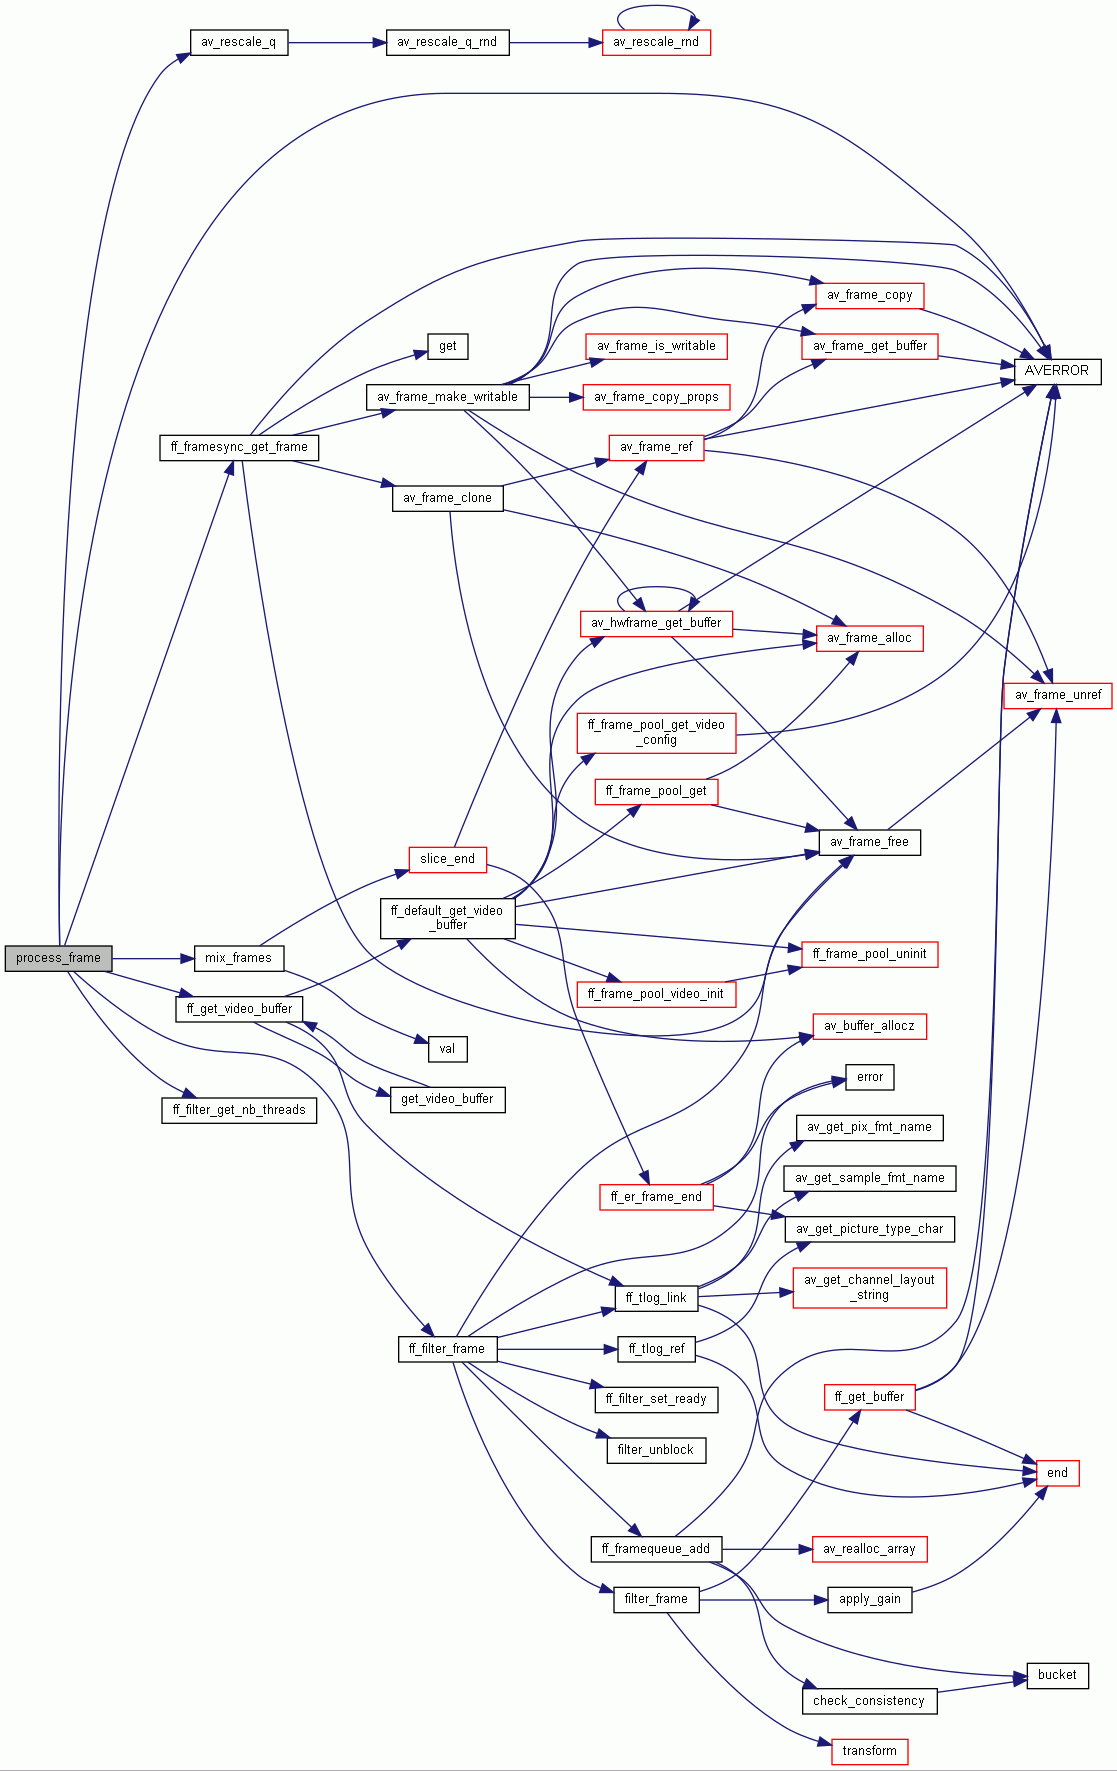 av_rescale_q
av_rescale_q_rnd
av_rescale_rnd
av_frame_copy
get
av_frame_is_writable
av_frame_get_buffer
AVERROR
av_frame_make_writable
av_frame_copy_props
ff_framesync_get_frame
av_frame_ref
av_frame_clone
av_hwframe_get_buffer
av_frame_alloc
av_frame_unref
ff_frame_pool_get_video
_config
ff_frame_pool_get
av_frame_free
slice_end
ff_default_get_video
_buffer
process_frame
mix_frames
ff_frame_pool_uninit
ff_frame_pool_video_init
ff_get_video_buffer
av_buffer_allocz
val
error
get_video_buffer
ff_filter_get_nb_threads
av_get_pix_fmt_name
av_get_sample_fmt_name
ff_er_frame_end
av_get_picture_type_char
av_get_channel_layout
_string
ff_tlog_link
ff_filter_frame
ff_tlog_ref
ff_filter_set_ready
ff_get_buffer
filter_unblock
end
ff_framequeue_add
av_realloc_array
filter_frame
apply_gain
bucket
check_consistency
transform